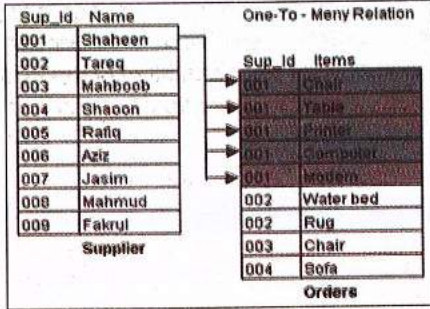 Sup_Id Name
001 Shaheen
002 Tareq
003 Mahboob
004 Shaoon
005 Rafiq
006 Aziz
007 Jasim
008 Mahmud
009 Fakrul
Supplier
One-To - Meny Relation
Sup_Id Items
001 Chair
001 Table
001 Printer
001 Computer
001 Modem
002 Water bed
002 Rug
003 Chair
004 Sofa
Orders